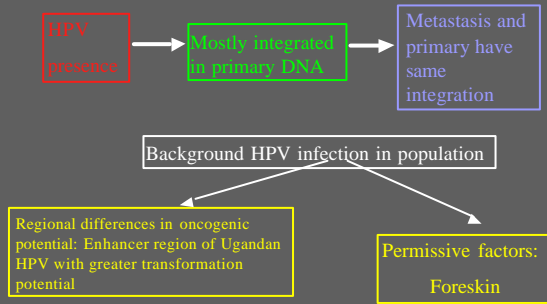 HPV
presence
Mostly integrated
in primary DNA
Metastasis and
primary have
same
integration
Background HPV infection in population
Regional differences in oncogenic
potential: Enhancer region of Ugandan
HPV with greater transformation
potential
Permissive factors:
Foreskin